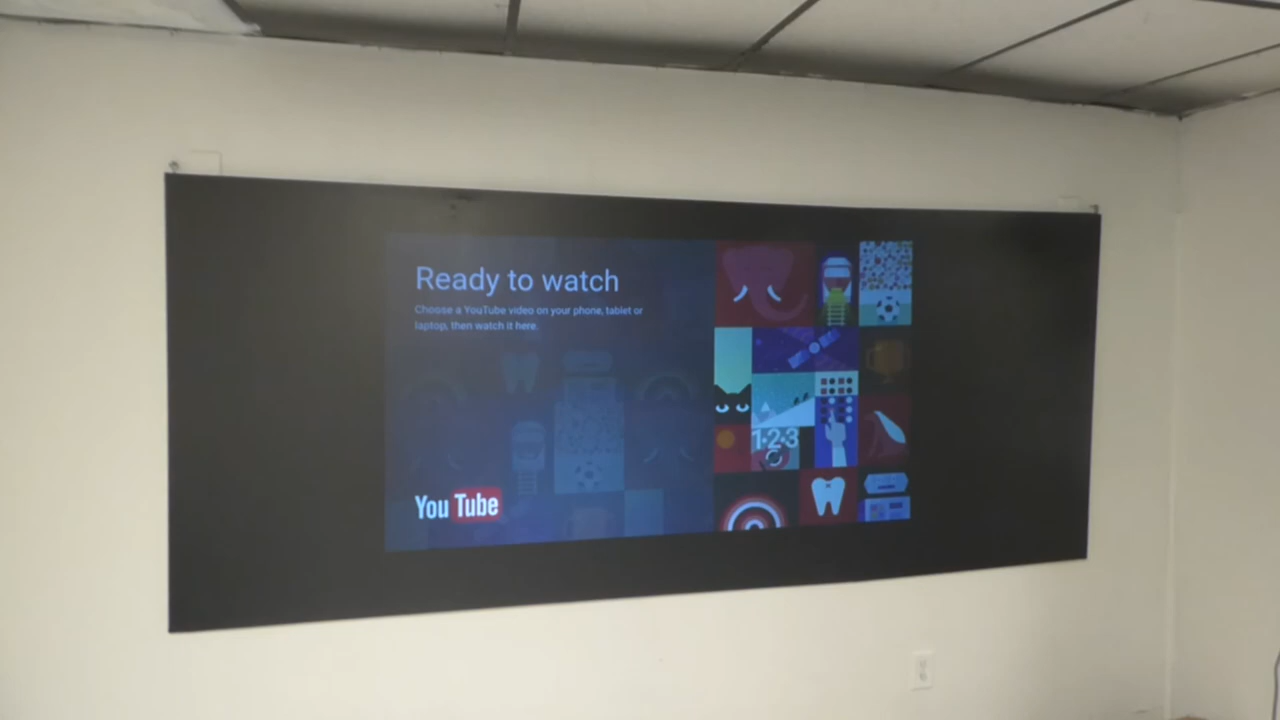 Ready to watch
Choose a YouTube video on your phone, tablet or
laptop, then watch it here.
1·2·3
YouTube